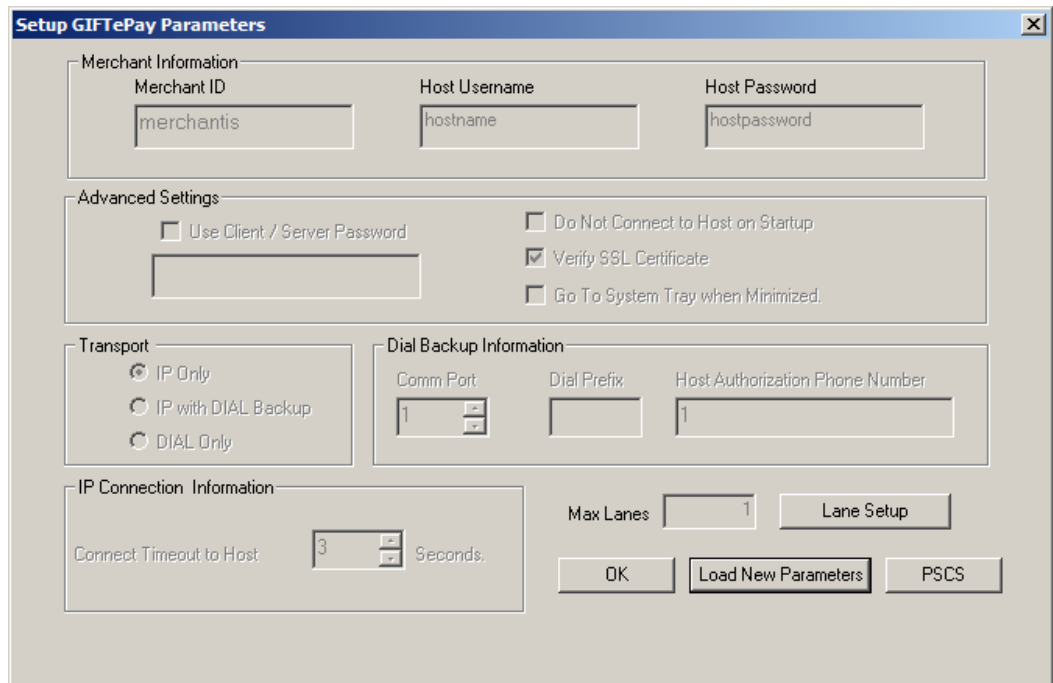 Setup GIFTePay Parameters
Merchant Information
Merchant ID Host Username Host Password
merchantis hostname hostpassword
Advanced Settings
Use Client / Server Password
Do Not Connect to Host on Startup
Verify SSL Certificate
Go To System Tray when Minimized.
Transport
IP Only
IP with DIAL Backup
DIAL Only
Dial Backup Information
Comm Port Dial Prefix Host Authorization Phone Number
1 1
IP Connection Information
Connect Timeout to Host 3 Seconds.
Max Lanes 1 Lane Setup
OK Load New Parameters PSCS